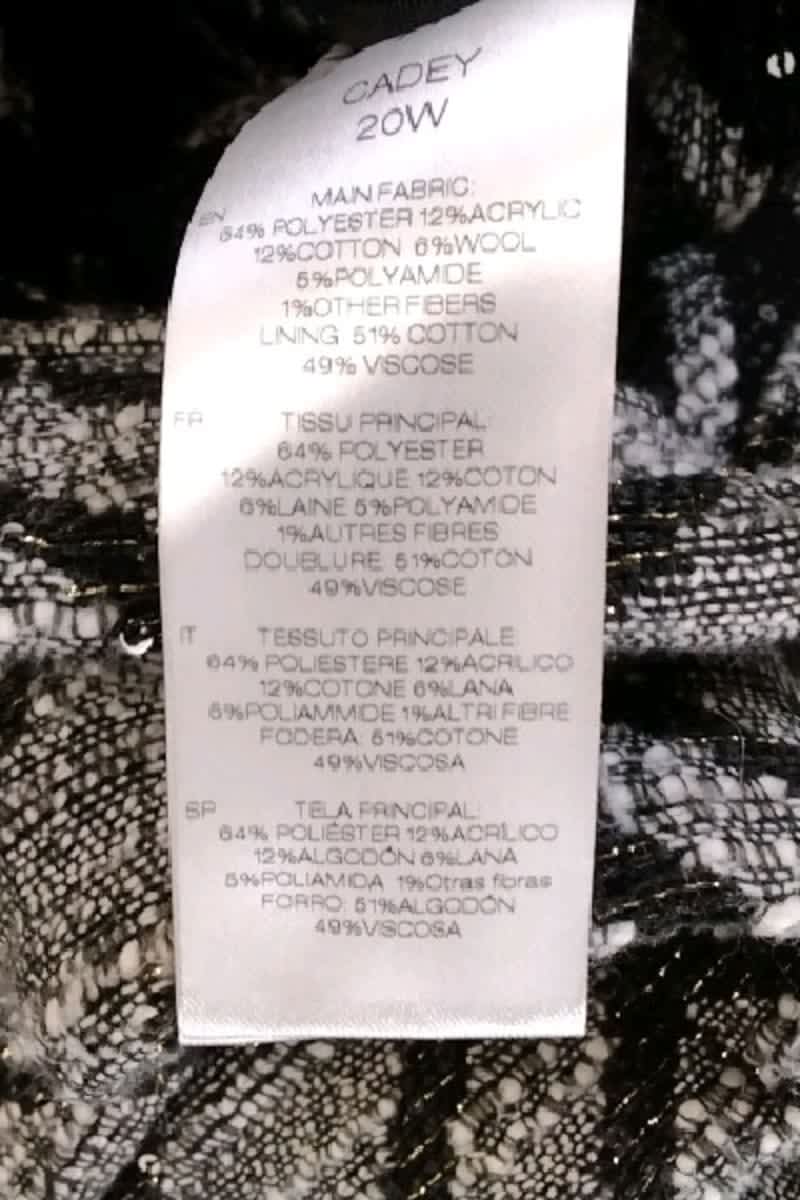 CADEY
20W
EN
MAIN FABRIC:
64% POLYESTER 12%ACRYLIC
12%COTTON 6%WOOL
5%POLYAMIDE
1%OTHER FIBERS
LINING 51% COTTON
49% VISCOSE
FR
TISSU PRINCIPAL:
64% POLYESTER
12%ACRYLIQUE 12%COTON
6%LAINE 5%POLYAMIDE
1%AUTRES FIBRES
DOUBLURE: 51%COTON
49%VISCOSE
IT
TESSUTO PRINCIPALE
64% POLIESTERE 12%ACRILICO
12%COTONE 6%LANA
5%POLIAMMIDE 1%ALTRI FIBRE
FODERA: 51%COTONE
49%VISCOSA
SP
TELA PRINCIPAL:
64% POLIÉSTER 12%ACRÍLICO
12%ALGODÓN 6%LANA
5%POLIAMIDA 1%Otras fibras
FORRO: 51%ALGODÓN
49%VISCOSA